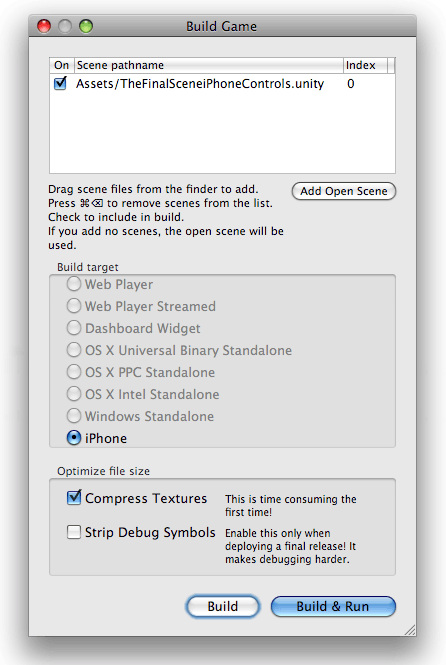 Build Game
On Scene pathname Index
Assets/TheFinalSceneiPhoneControls.unity 0
Drag scene files from the finder to add.
Press ⌘⌫ to remove scenes from the list.
Check to include in build.
If you add no scenes, the open scene will be
used.
Add Open Scene
Build target
Web Player
Web Player Streamed
Dashboard Widget
OS X Universal Binary Standalone
OS X PPC Standalone
OS X Intel Standalone
Windows Standalone
iPhone
Optimize file size
Compress Textures
This is time consuming the
first time!
Strip Debug Symbols
Enable this only when
deploying a final release! It
makes debugging harder.
Build
Build & Run